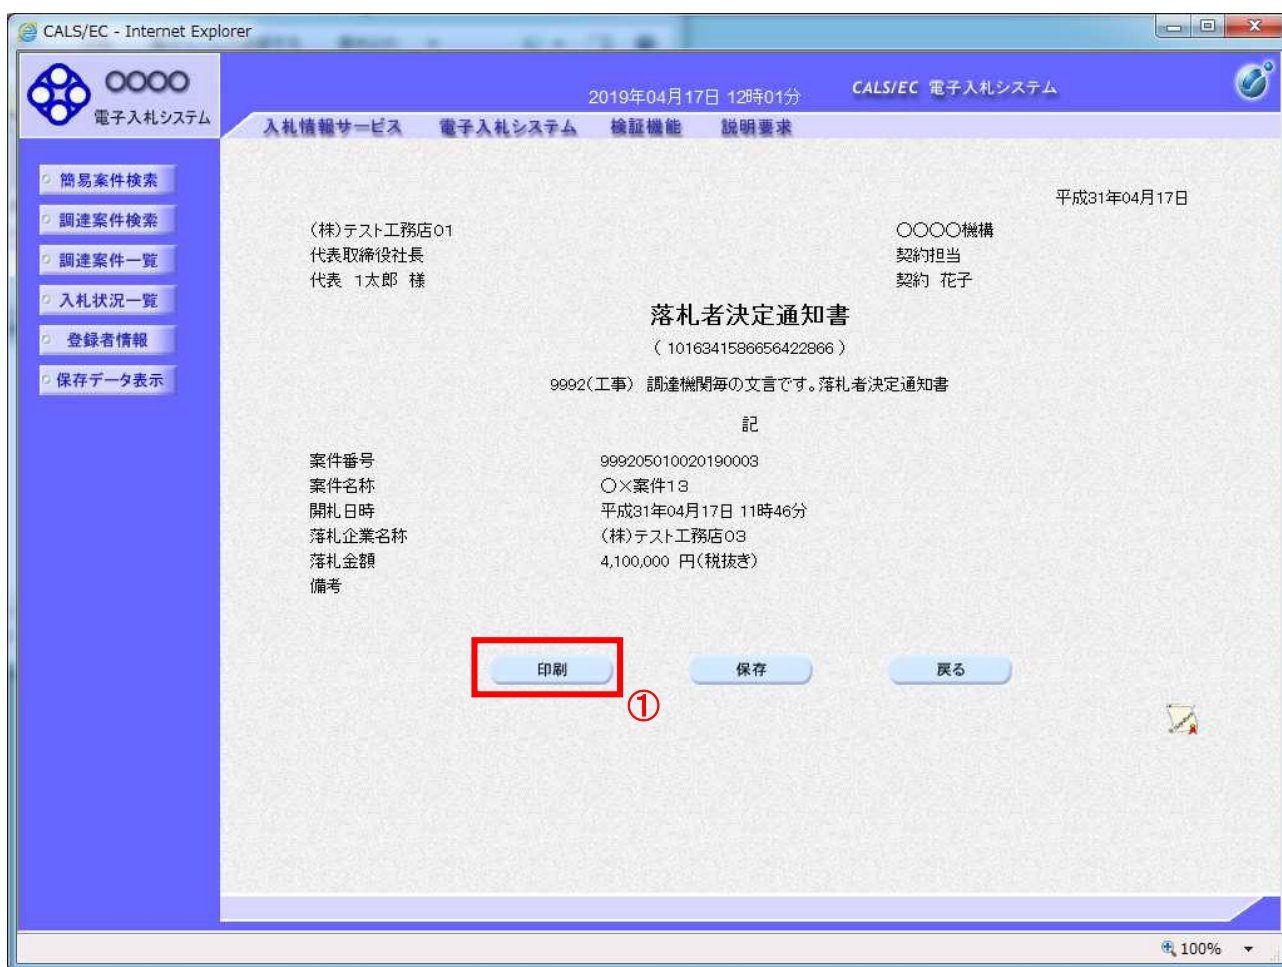 CALS/EC - Internet Explorer
○○○○
電子入札システム
2019年04月17日 12時01分
CALS/EC 電子入札システム
入札情報サービス 電子入札システム 検証機能 説明要求
簡易案件検索
調達案件検索
調達案件一覧
入札状況一覧
登録者情報
保存データ表示
平成31年04月17日
(株)テスト工務店01
代表取締役社長
代表 1太郎 様
○○○○機構
契約担当
契約 花子
落札者決定通知書
( 1016341586656422866 )
9992(工事) 調達機関毎の文言です。落札者決定通知書
記
案件番号 999205010020190003
案件名称 ○×案件13
開札日時 平成31年04月17日 11時46分
落札企業名称 (株)テスト工務店03
落札金額 4,100,000 円(税抜き)
備考
印刷 保存 戻る
①
100%